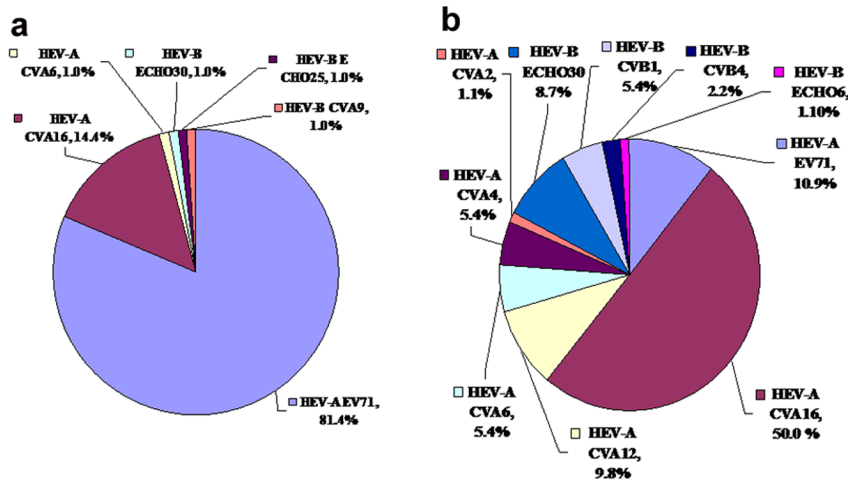 a
HEV-A
CVA6, 1.0%
HEV-B
ECHO30, 1.0%
HEV-B E
CHO25, 1.0%
HEV-B CVA9,
1.0%
HEV-A
CVA16, 14.4%
HEV-A EV71,
81.4%
b
HEV-A
CVA2,
1.1%
HEV-B
ECHO30
8.7%
HEV-B
CVB1,
5.4%
HEV-B
CVB4,
2.2%
HEV-B
ECHO6,
1.10%
HEV-A
EV71,
10.9%
HEV-A
CVA4,
5.4%
HEV-A
CVA6,
5.4%
HEV-A
CVA12,
9.8%
HEV-A
CVA16,
50.0 %